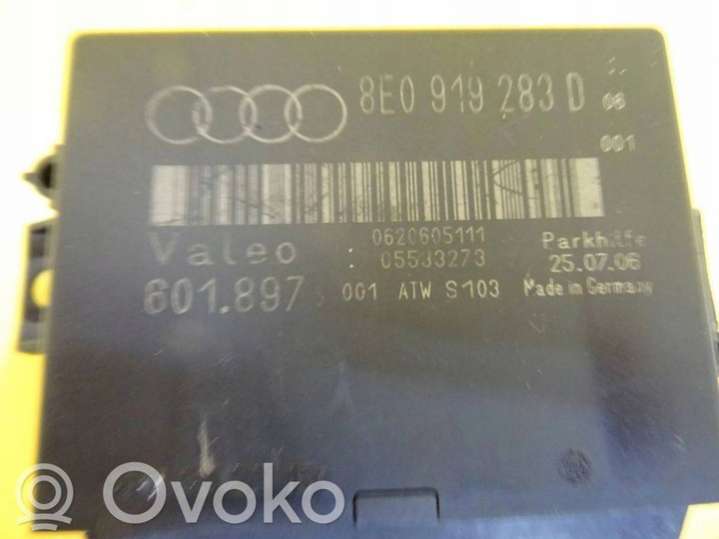 8E0 919 283 D
06
001
0620605111
Valeo
05533273
Parkhilfe
25.07.06
601.897
001 ATW S103
Made in Germany
Ovoko